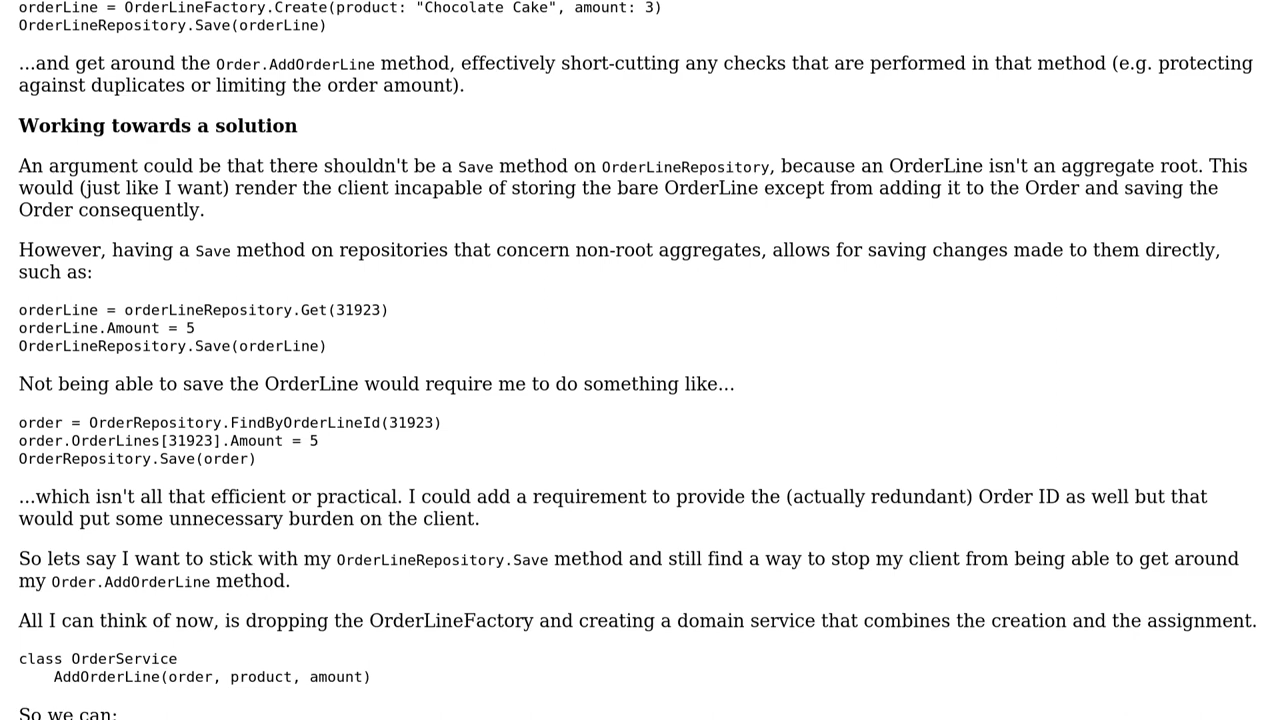 orderLine = OrderLineFactory.Create(product: "Chocolate Cake", amount: 3)
OrderLineRepository.Save(orderLine)
...and get around the Order.AddOrderLine method, effectively short-cutting any checks that are performed in that method (e.g. protecting
against duplicates or limiting the order amount).
Working towards a solution
An argument could be that there shouldn't be a Save method on OrderLineRepository, because an OrderLine isn't an aggregate root. This
would (just like I want) render the client incapable of storing the bare OrderLine except from adding it to the Order and saving the
Order consequently.
However, having a Save method on repositories that concern non-root aggregates, allows for saving changes made to them directly,
such as:
orderLine = orderLineRepository.Get(31923)
orderLine.Amount = 5
OrderLineRepository.Save(orderLine)
Not being able to save the OrderLine would require me to do something like...
order = OrderRepository.FindByOrderLineId(31923)
order.OrderLines[31923].Amount = 5
OrderRepository.Save(order)
...which isn't all that efficient or practical. I could add a requirement to provide the (actually redundant) Order ID as well but that
would put some unnecessary burden on the client.
So lets say I want to stick with my OrderLineRepository.Save method and still find a way to stop my client from being able to get around
my Order.AddOrderLine method.
All I can think of now, is dropping the OrderLineFactory and creating a domain service that combines the creation and the assignment.
class OrderService
    AddOrderLine(order, product, amount)
So we can: